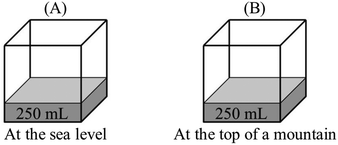 (A) (B)
250 mL 250 mL
At the sea level At the top of a mountain